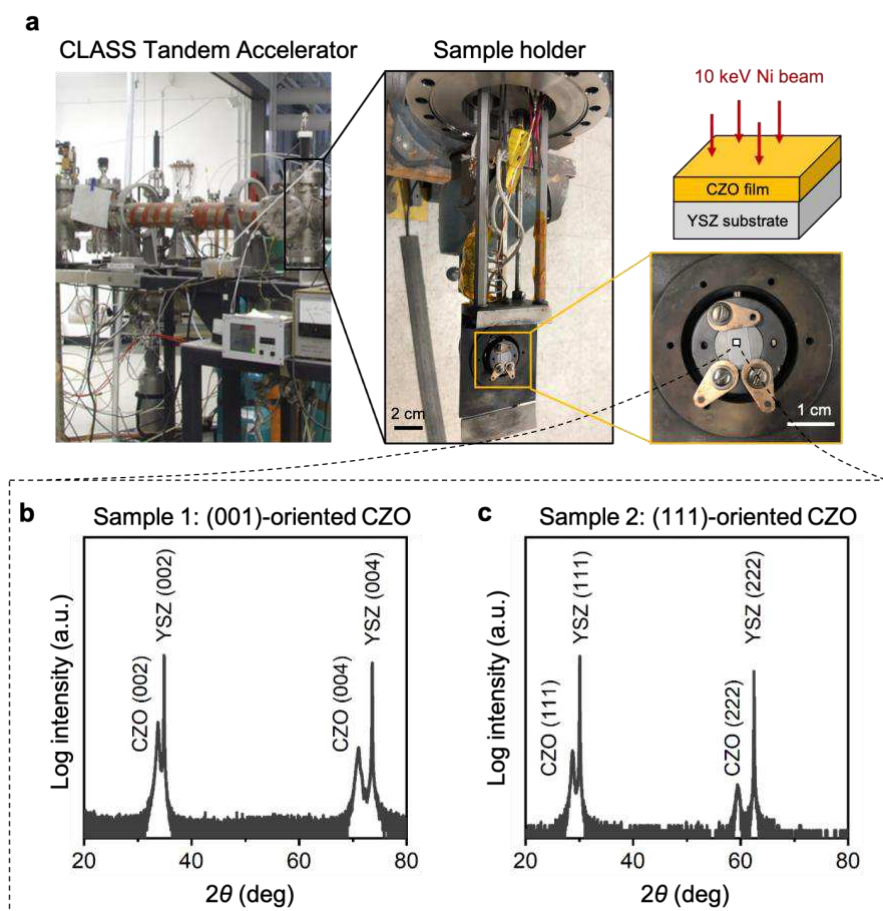 a
CLASS Tandem Accelerator
Sample holder
10 keV Ni beam
CZO film
YSZ substrate
2 cm
1 cm
b
Sample 1: (001)-oriented CZO
Log intensity (a.u.)
CZO (002)
YSZ (002)
CZO (004)
YSZ (004)
20
40
60
80
2θ (deg)
c
Sample 2: (111)-oriented CZO
Log intensity (a.u.)
CZO (111)
YSZ (111)
CZO (222)
YSZ (222)
20
40
60
80
2θ (deg)